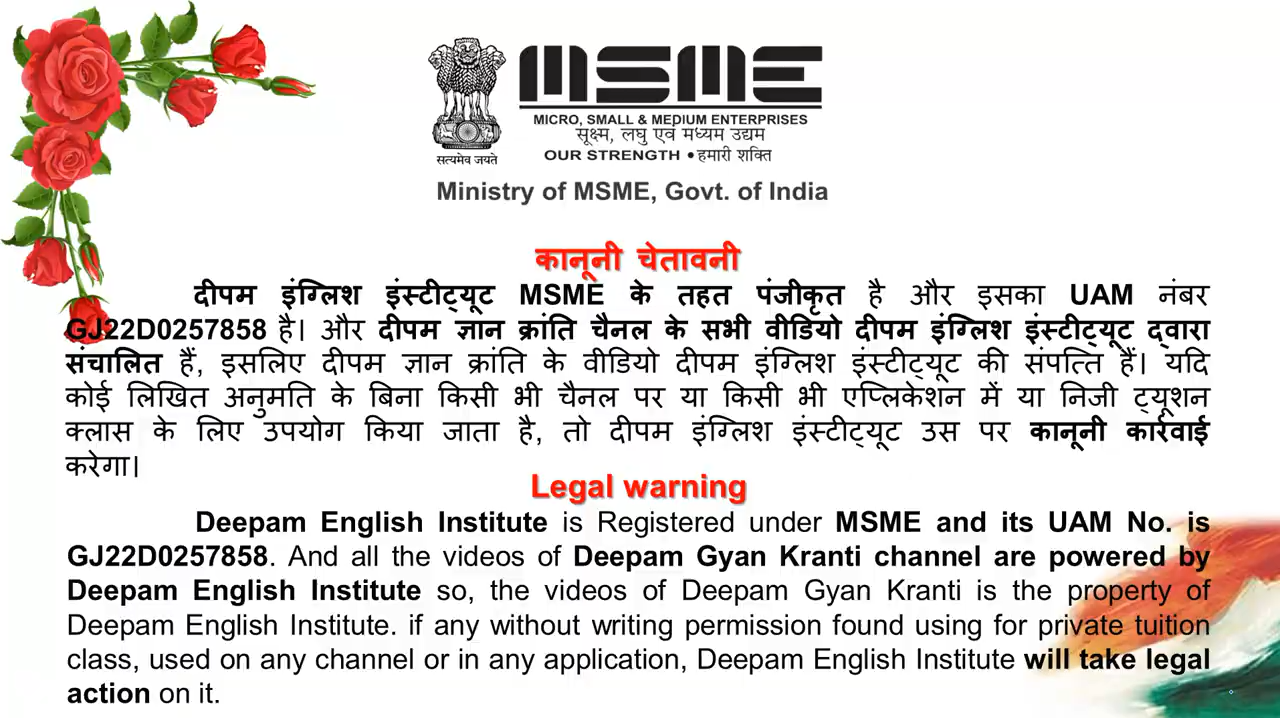 MSME
MICRO, SMALL & MEDIUM ENTERPRISES
सूक्ष्म, लघु एवं मध्यम उद्यम
सत्यमेव जयते
OUR STRENGTH • हमारी शक्ति
Ministry of MSME, Govt. of India
कानूनी चेतावनी
दीपम इंग्लिश इंस्टीट्यूट MSME के तहत पंजीकृत है और इसका UAM नंबर
GJ22D0257858 है। और दीपम ज्ञान क्रांति चैनल के सभी वीडियो दीपम इंग्लिश इंस्टीट्यूट द्वारा
संचालित हैं, इसलिए दीपम ज्ञान क्रांति के वीडियो दीपम इंग्लिश इंस्टीट्यूट की संपत्ति हैं। यदि
कोई लिखित अनुमति के बिना किसी भी चैनल पर या किसी भी एप्लिकेशन में या निजी ट्यूशन
क्लास के लिए उपयोग किया जाता है, तो दीपम इंग्लिश इंस्टीट्यूट उस पर कानूनी कार्रवाई
करेगा।
Legal warning
Deepam English Institute is Registered under MSME and its UAM No. is
GJ22D0257858. And all the videos of Deepam Gyan Kranti channel are powered by
Deepam English Institute so, the videos of Deepam Gyan Kranti is the property of
Deepam English Institute. if any without writing permission found using for private tuition
class, used on any channel or in any application, Deepam English Institute will take legal
action on it.